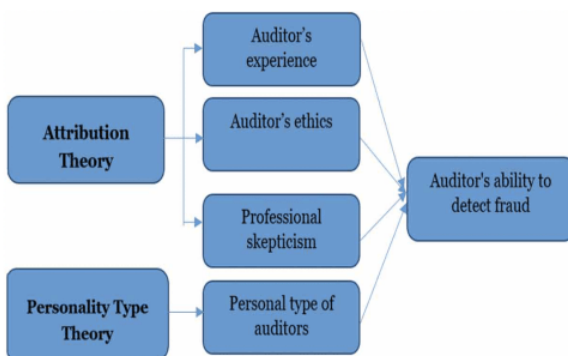 Auditor's
experience
Attribution
Theory
Auditor's ethics
Professional
skepticism
Auditor's ability to
detect fraud
Personality Type
Theory
Personal type of
auditors